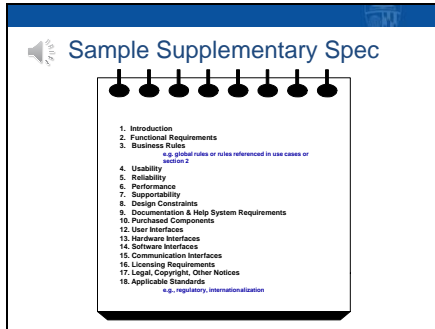 Sample Supplementary Spec
1. Introduction
2. Functional Requirements
3. Business Rules
e.g. global rules or rules referenced in use cases or
section 2
4. Usability
5. Reliability
6. Performance
7. Supportability
8. Design Constraints
9. Documentation & Help System Requirements
10. Purchased Components
12. User Interfaces
13. Hardware Interfaces
14. Software Interfaces
15. Communication Interfaces
16. Licensing Requirements
17. Legal, Copyright, Other Notices
18. Applicable Standards
e.g., regulatory, internationalization